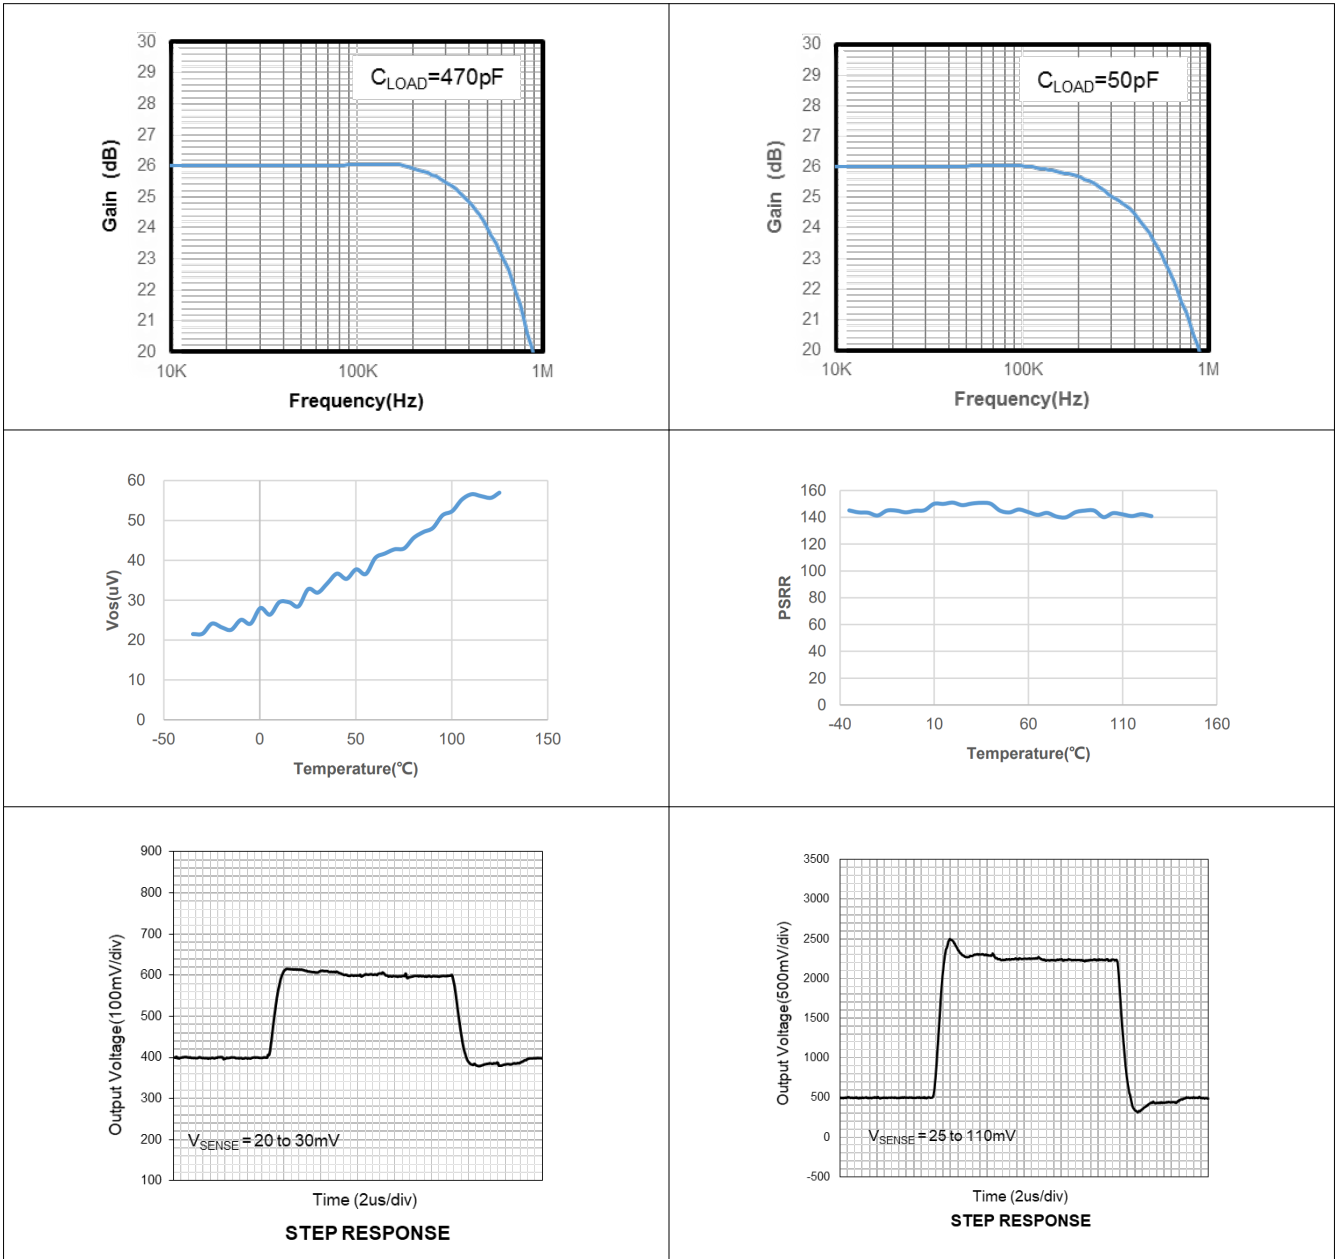 30
29
28
27
26
25
24
23
22
21
20
Gain (dB)
C_LOAD=470pF
10K 100K 1M
Frequency(Hz)
30
29
28
27
26
25
24
23
22
21
20
Gain (dB)
C_LOAD=50pF
10K 100K 1M
Frequency(Hz)
60
50
40
30
20
10
0
Vos(uV)
-50 0 50 100 150
Temperature(℃)
160
140
120
100
80
60
40
20
0
PSRR
-40 10 60 110 160
Temperature(℃)
900
800
700
600
500
400
300
200
100
Output Voltage(100mV/div)
V_SENSE = 20 to 30mV
Time (2us/div)
STEP RESPONSE
3500
3000
2500
2000
1500
1000
500
0
-500
Output Voltage(500mV/div)
V_SENSE = 25 to 110mV
Time (2us/div)
STEP RESPONSE